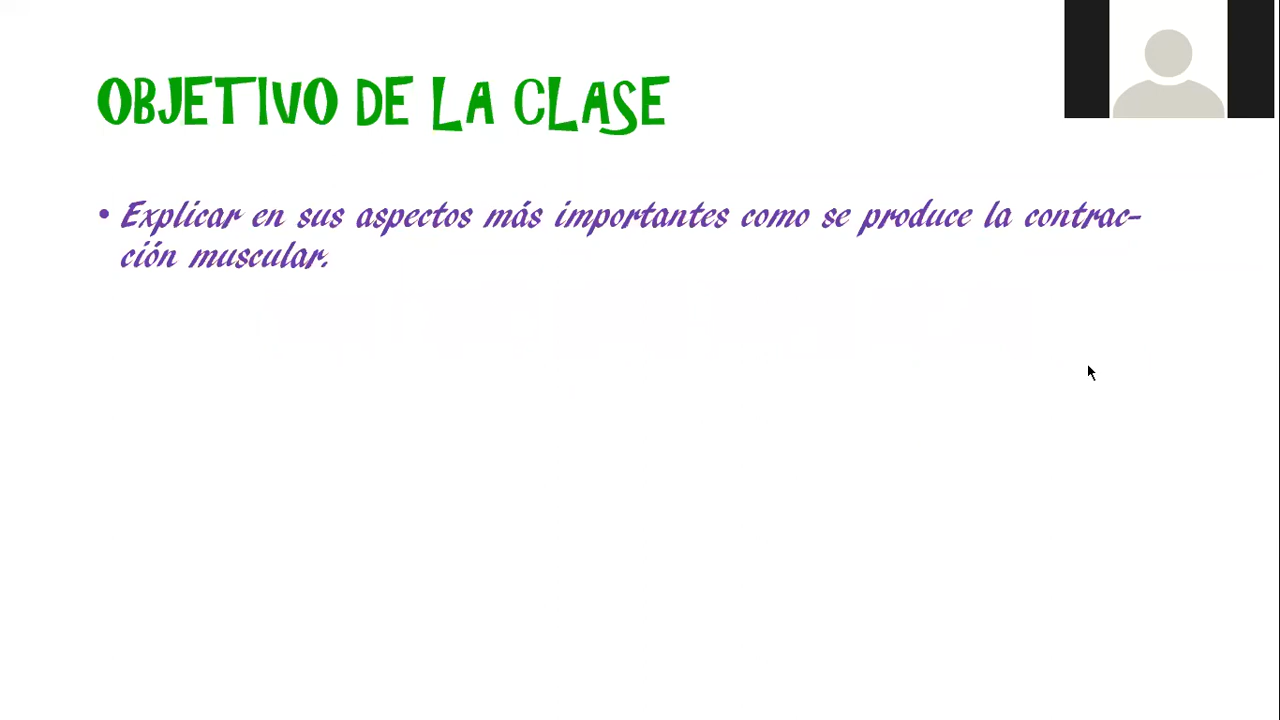 OBJETIVO DE LA CLASE
• Explicar en sus aspectos más importantes como se produce la contrac-
ción muscular.